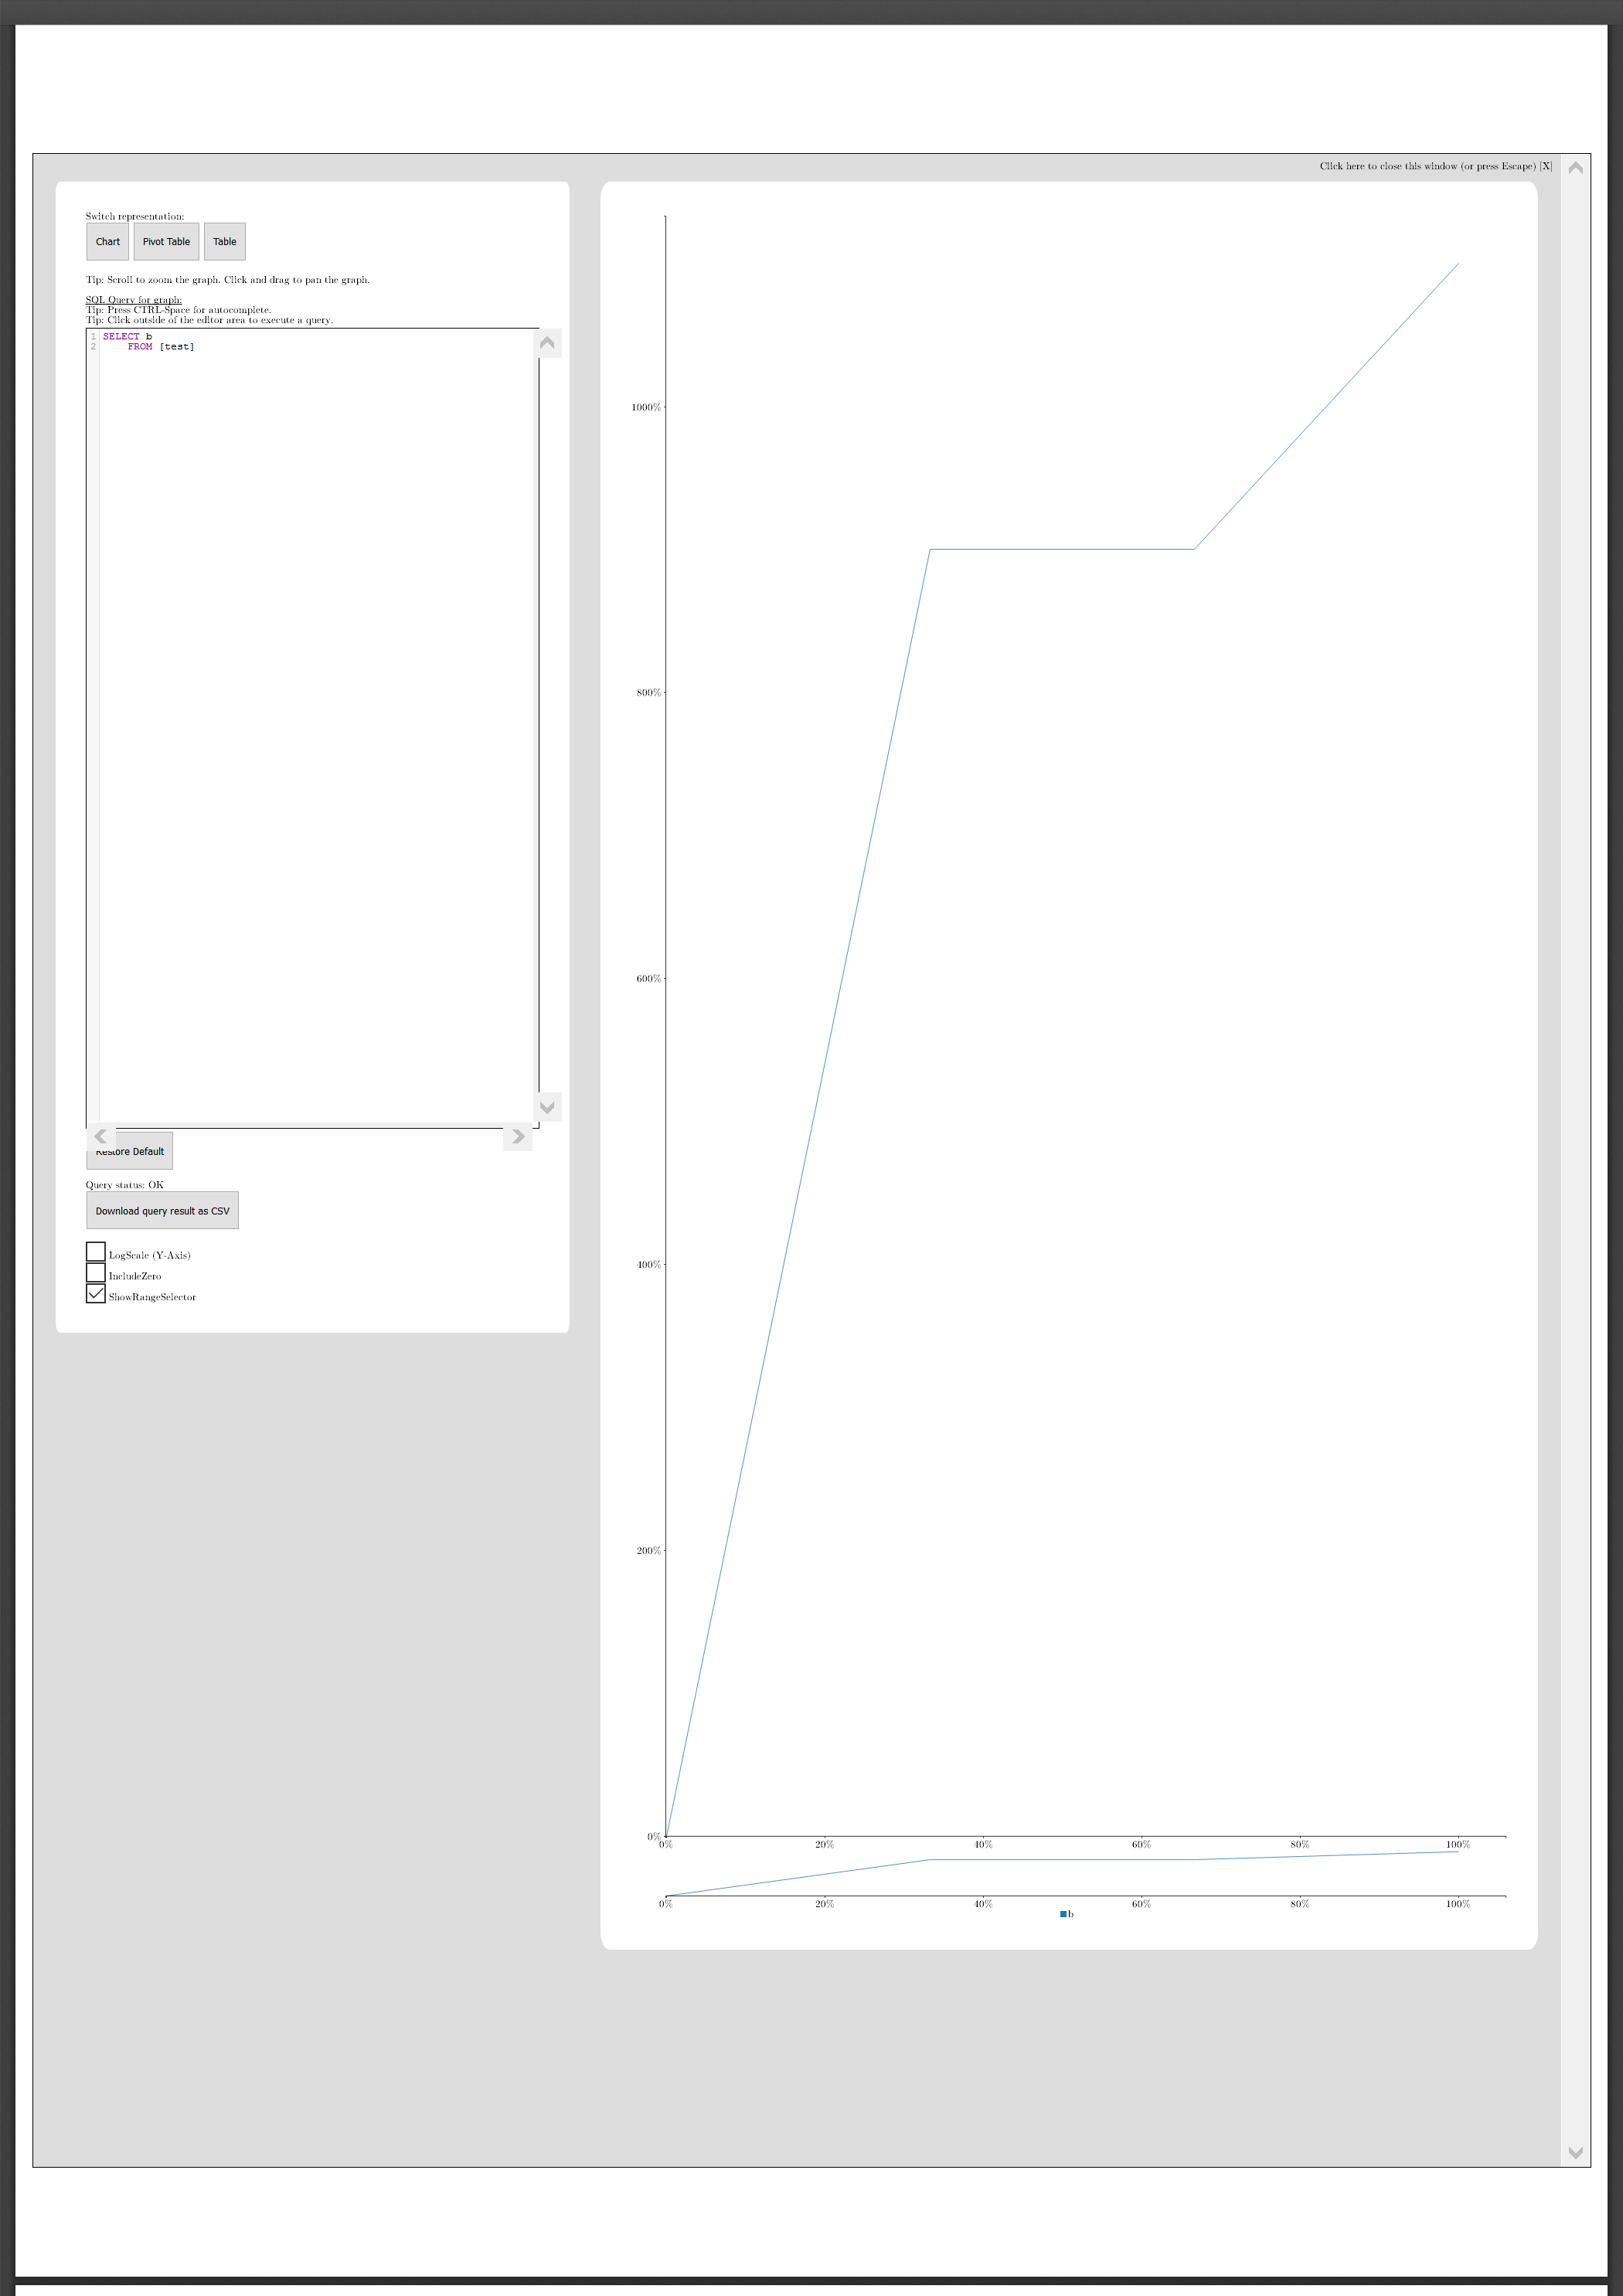 Click here to close this window (or press Escape) [X]
Switch representation:
Chart
Pivot Table
Table
Tip: Scroll to zoom the graph. Click and drag to pan the graph.
SQL Query for graph:
Tip: Press CTRL-Space for autocomplete.
Tip: Click outside of the editor area to execute a query.
1 SELECT b
2 FROM [test]
Restore Default
Query status: OK
Download query result as CSV
LogScale (Y-Axis)
IncludeZero
ShowRangeSelector
1000%
800%
600%
400%
200%
0%
0% 20% 40% 60% 80% 100%
0% 20% 40% 60% 80% 100%
b